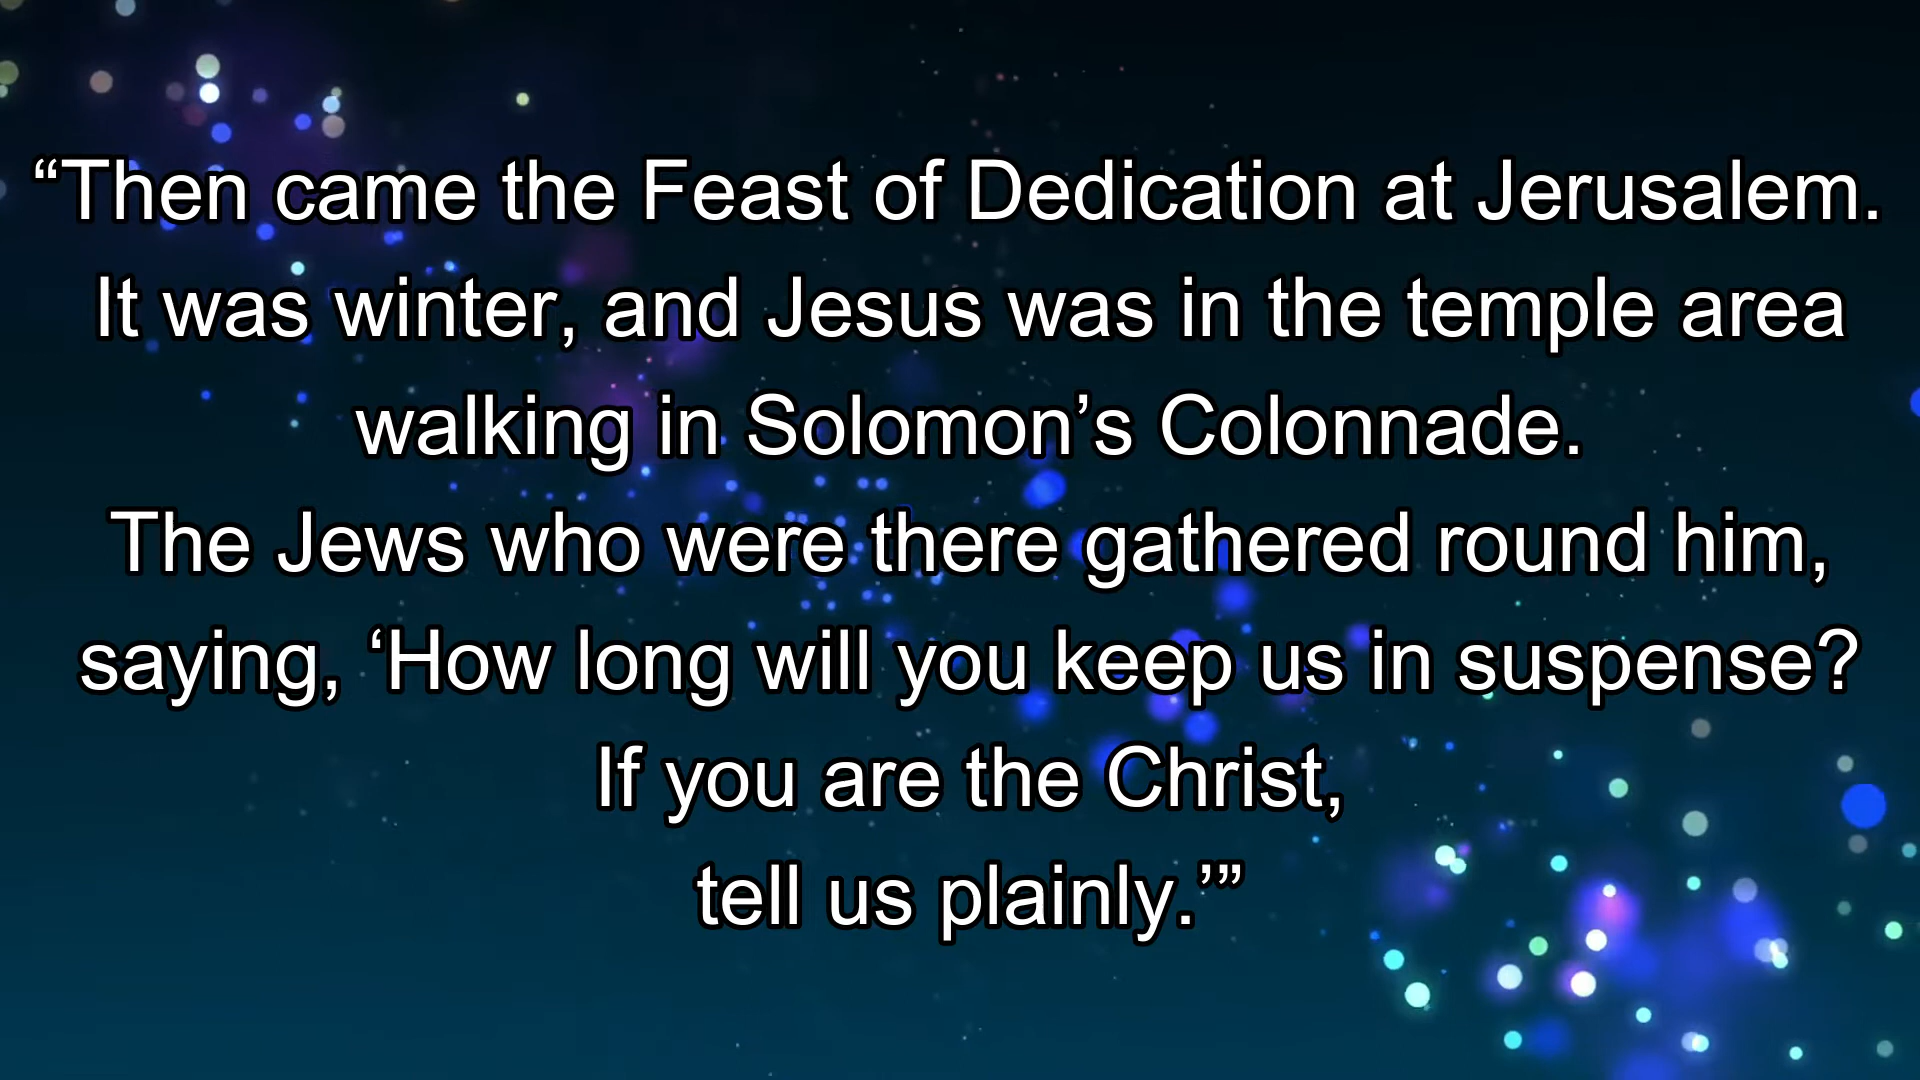 “Then came the Feast of Dedication at Jerusalem.
It was winter, and Jesus was in the temple area
walking in Solomon’s Colonnade.
The Jews who were there gathered round him,
saying, ‘How long will you keep us in suspense?
If you are the Christ,
tell us plainly.’”